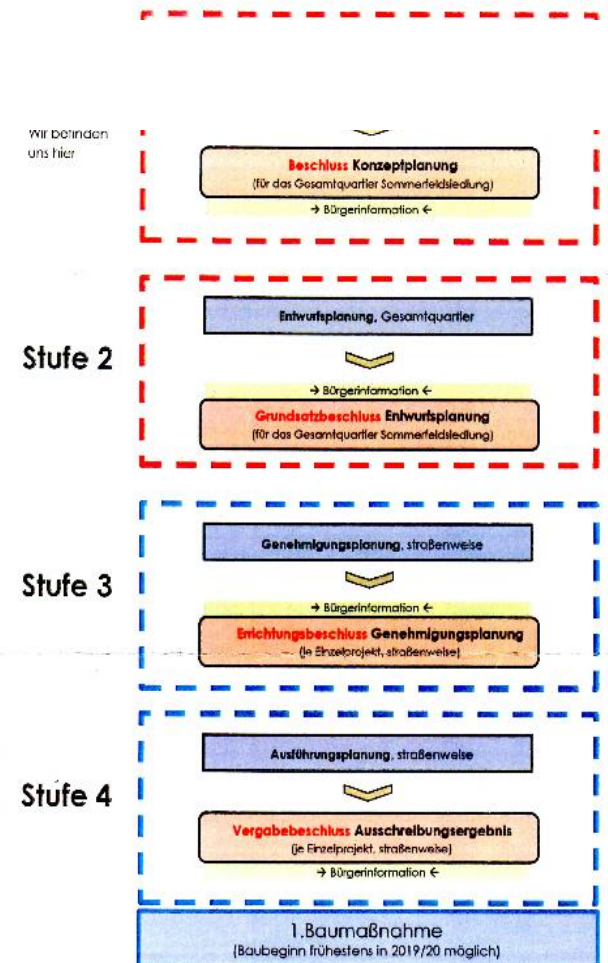 Wir befinden
uns hier
Beschluss Konzeptplanung
(für das Gesamtquartier Sommerfeldsiedlung)
→ Bürgerinformation ←
Stufe 2
Entwurfsplanung, Gesamtquartier
→ Bürgerinformation ←
Grundsatzbeschluss Entwurfsplanung
(für das Gesamtquartier Sommerfeldsiedlung)
Stufe 3
Genehmigungsplanung, straßenweise
→ Bürgerinformation ←
Errichtungsbeschluss Genehmigungsplanung
(je Einzelprojekt, straßenweise)
Stufe 4
Ausführungsplanung, straßenweise
Vergabebeschluss Ausschreibungsergebnis
(je Einzelprojekt, straßenweise)
→ Bürgerinformation ←
1.Baumaßnahme
(Baubeginn frühestens in 2019/20 möglich)